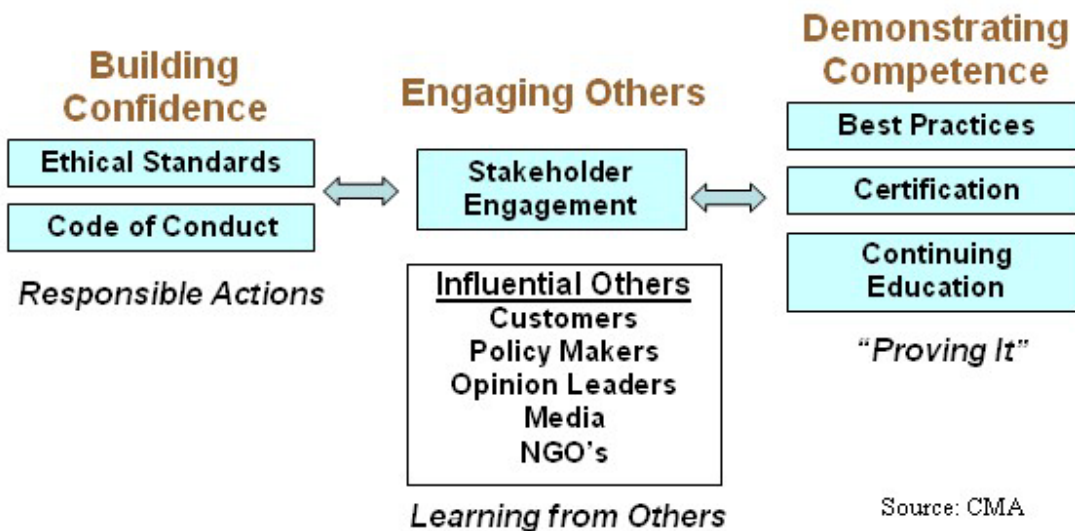 Building
Confidence
Ethical Standards
Code of Conduct
Responsible Actions
Engaging Others
Stakeholder
Engagement
Influential Others
Customers
Policy Makers
Opinion Leaders
Media
NGO's
Learning from Others
Demonstrating
Competence
Best Practices
Certification
Continuing
Education
“Proving It”
Source: CMA